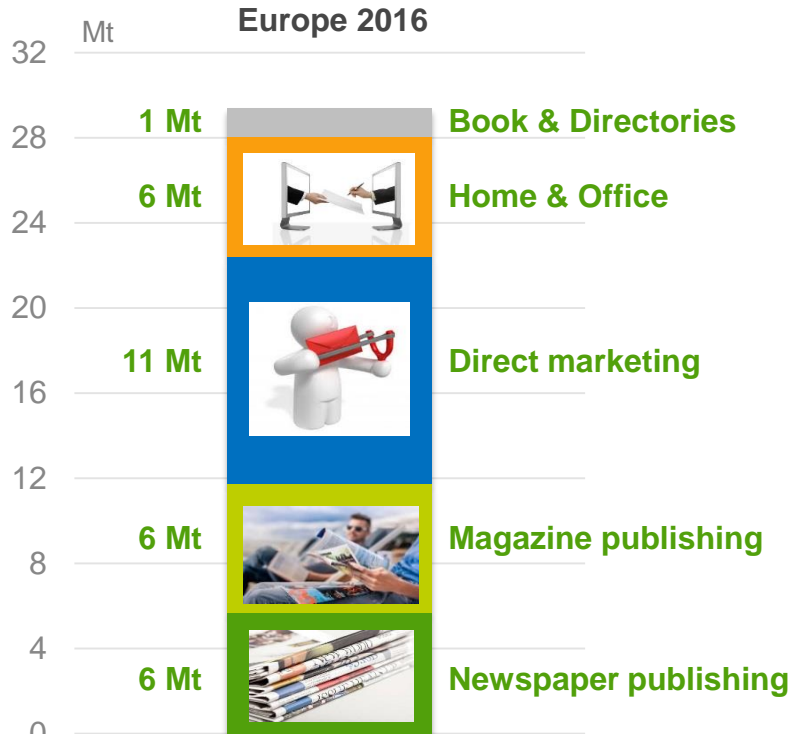 Europe 2016
Mt
32
1 Mt Book & Directories
28
6 Mt Home & Office
24
20
11 Mt Direct marketing
16
12
6 Mt Magazine publishing
8
4
6 Mt Newspaper publishing
0